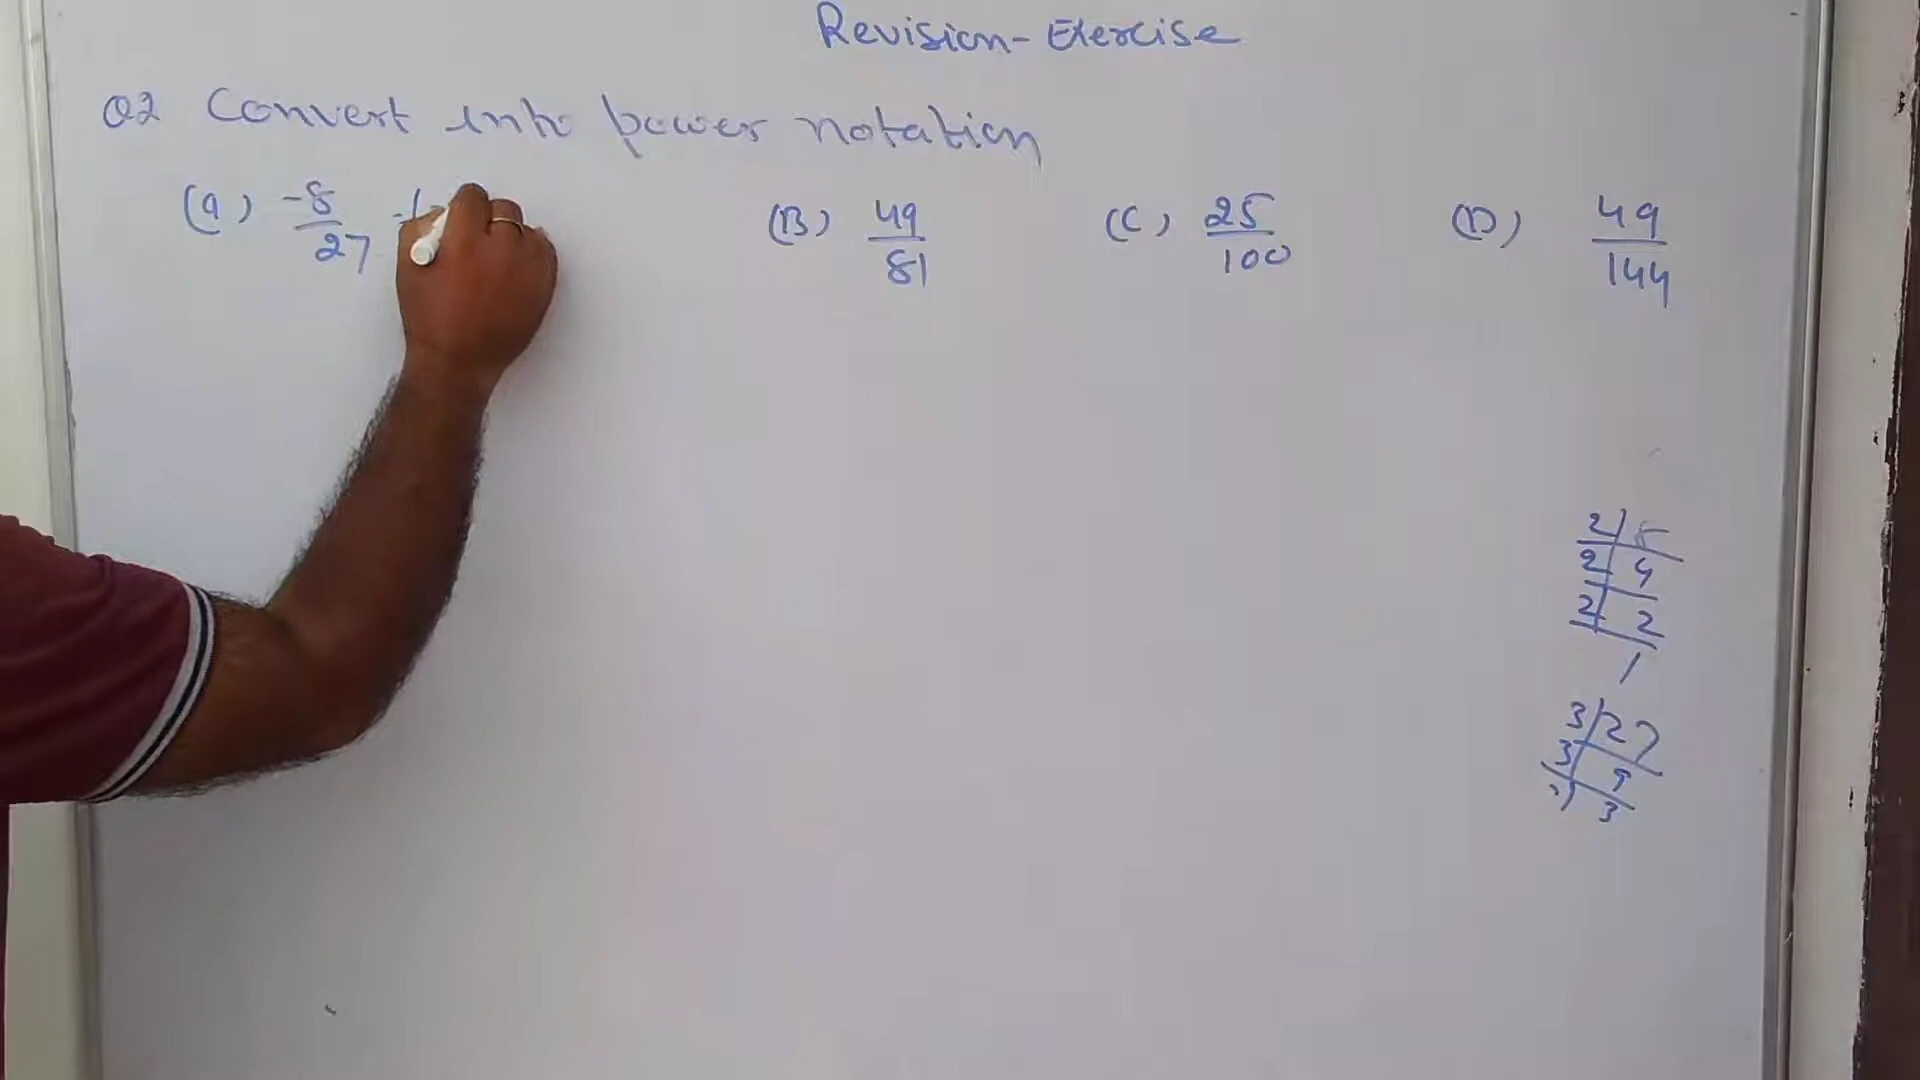 Revision-Exercise
Q2 Convert into power notation
(a) -8/27 (B) 49/81 (C) 25/100 (D) 49/144
2 | 8
2 | 4
2 | 2
1
3 | 27
3 | 9
3